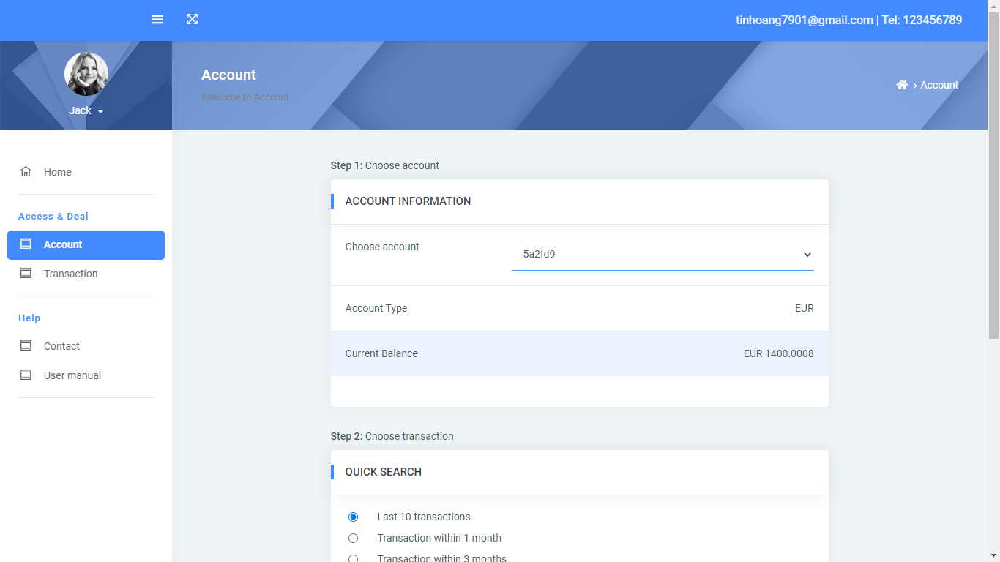 tinhoang7901@gmail.com | Tel: 123456789
Jack
Account
Welcome to Account
› Account
Home
Access & Deal
Account
Transaction
Help
Contact
User manual
Step 1: Choose account
ACCOUNT INFORMATION
Choose account
5a2fd9
Account Type EUR
Current Balance EUR 1400.0008
Step 2: Choose transaction
QUICK SEARCH
Last 10 transactions
Transaction within 1 month
Transaction within 3 months